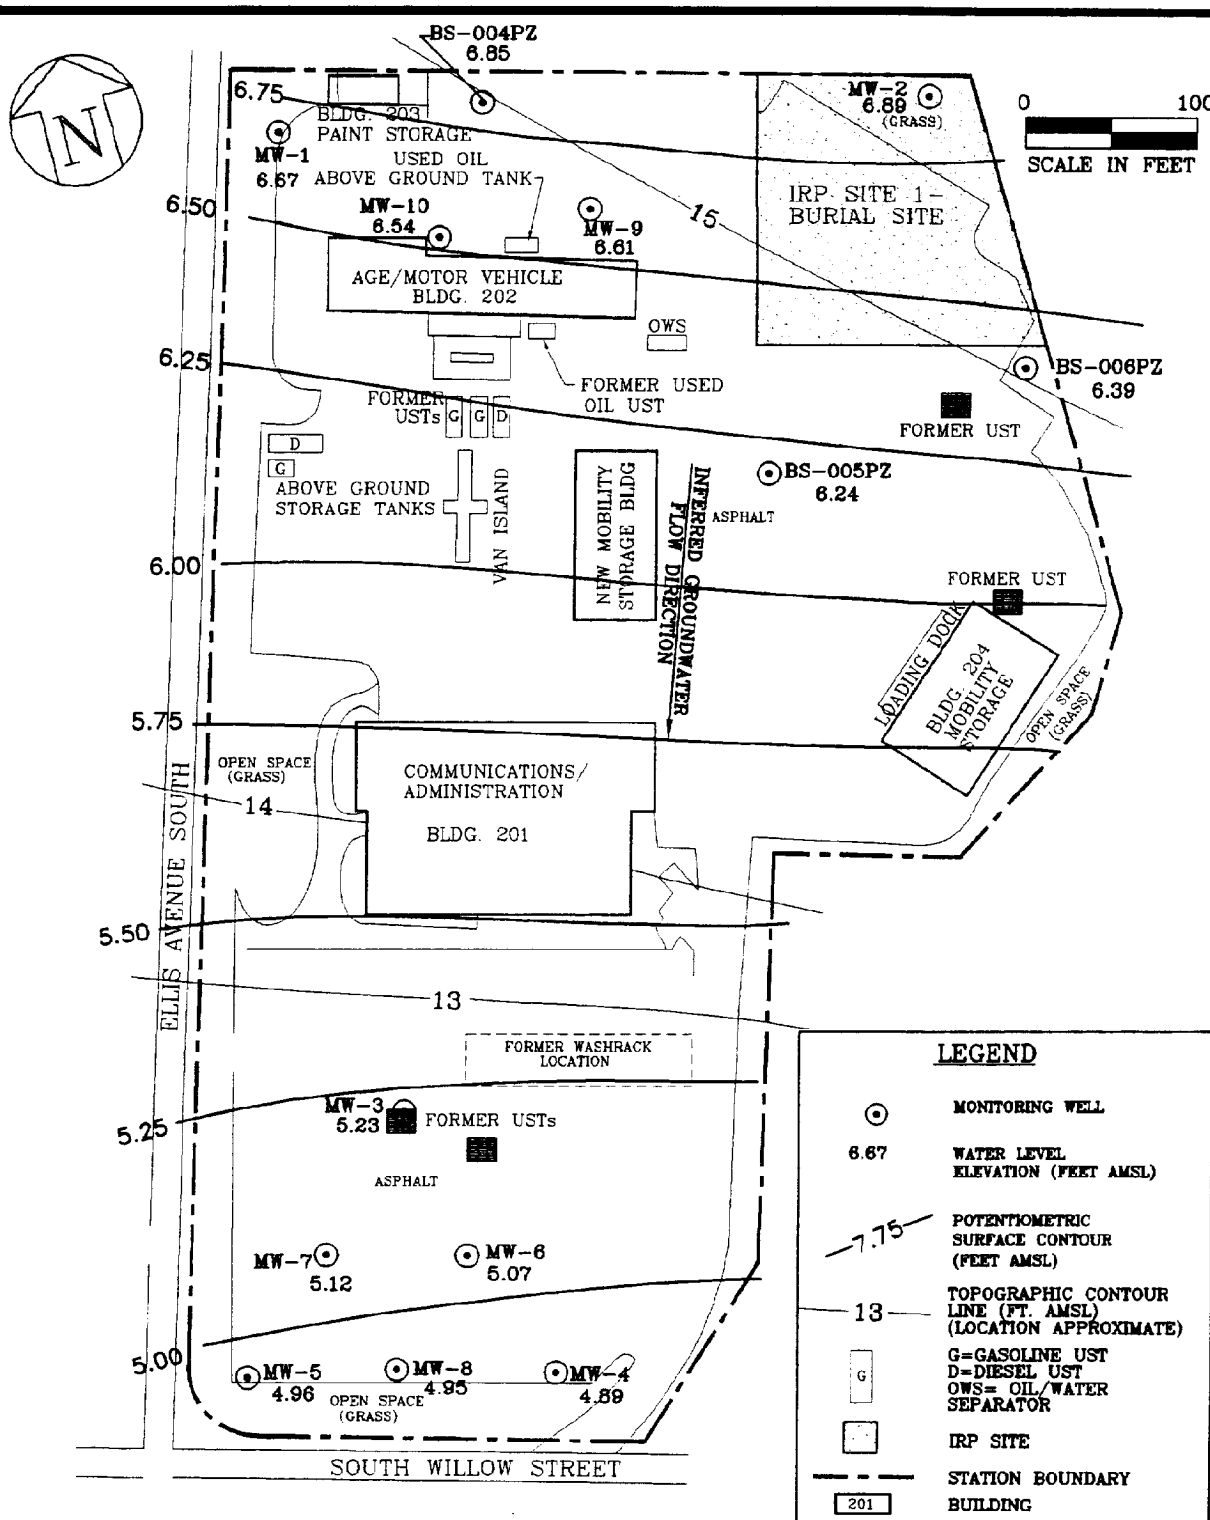 BS-004PZ
6.85
N
6.75
BLDG. 203
PAINT STORAGE
MW-1
6.67
USED OIL
ABOVE GROUND TANK
MW-2
6.89
(GRASS)
0 100
SCALE IN FEET
IRP SITE 1-
BURIAL SITE
6.50
MW-10
6.54
MW-9
6.61
15
AGE/MOTOR VEHICLE
BLDG. 202
OWS
6.25
FORMER USED
OIL UST
FORMER
USTs
G G D
BS-006PZ
6.39
FORMER UST
D
G
ABOVE GROUND
STORAGE TANKS
VAN ISLAND
NEW MOBILITY
STORAGE BLDG
INFERRED GROUNDWATER
FLOW DIRECTION
BS-005PZ
6.24
ASPHALT
6.00
FORMER UST
LOADING DOCK
BLDG. 204
MOBILITY
STORAGE
OPEN SPACE
(GRASS)
5.75
OPEN SPACE
(GRASS)
14
COMMUNICATIONS/
ADMINISTRATION
BLDG. 201
ELLIS AVENUE SOUTH
5.50
13
FORMER WASHRACK
LOCATION
5.25
MW-3
5.23
FORMER USTs
ASPHALT
MW-7
5.12
MW-6
5.07
5.00
MW-5
4.96
MW-8
4.95
MW-4
4.89
OPEN SPACE
(GRASS)
SOUTH WILLOW STREET
LEGEND
MONITORING WELL
6.67
WATER LEVEL
ELEVATION (FEET AMSL)
7.75
POTENTIOMETRIC
SURFACE CONTOUR
(FEET AMSL)
13
TOPOGRAPHIC CONTOUR
LINE (FT. AMSL)
(LOCATION APPROXIMATE)
G
G=GASOLINE UST
D=DIESEL UST
OWS= OIL/WATER
SEPARATOR
IRP SITE
STATION BOUNDARY
201
BUILDING